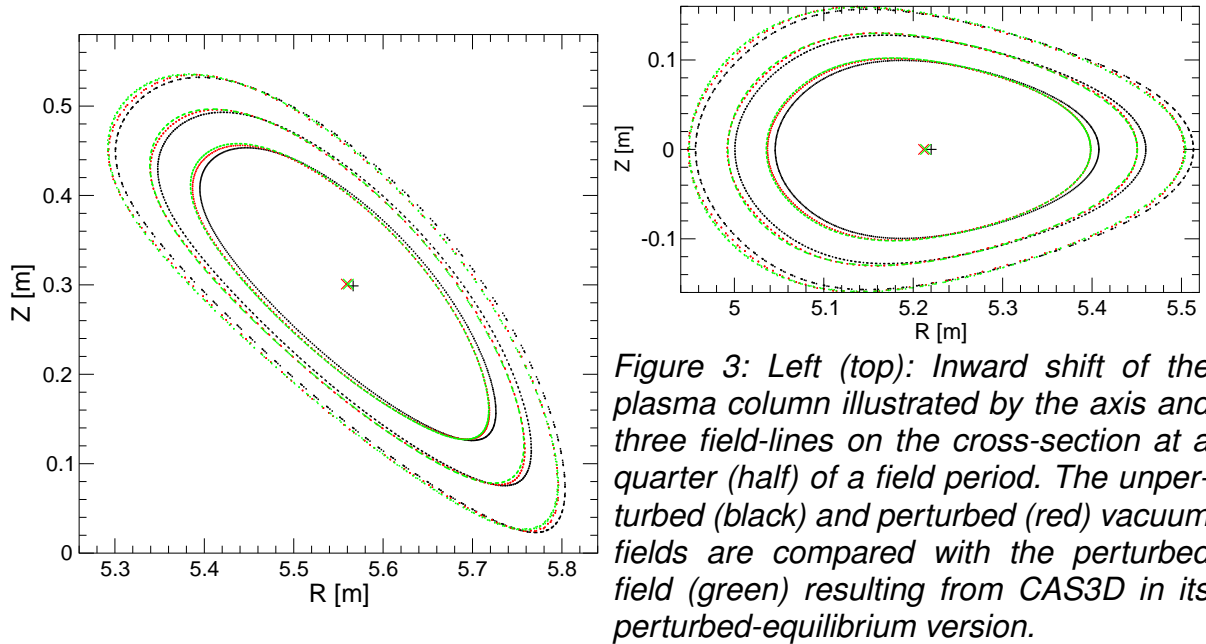 0.5
0.4
0.3
0.2
0.1
0
Z [m]
5.3 5.4 5.5 5.6 5.7 5.8
R [m]
0.1
0
-0.1
Z [m]
5 5.1 5.2 5.3 5.4 5.5
R [m]
Figure 3: Left (top): Inward shift of the
plasma column illustrated by the axis and
three field-lines on the cross-section at a
quarter (half) of a field period. The unper-
turbed (black) and perturbed (red) vacuum
fields are compared with the perturbed
field (green) resulting from CAS3D in its
perturbed-equilibrium version.